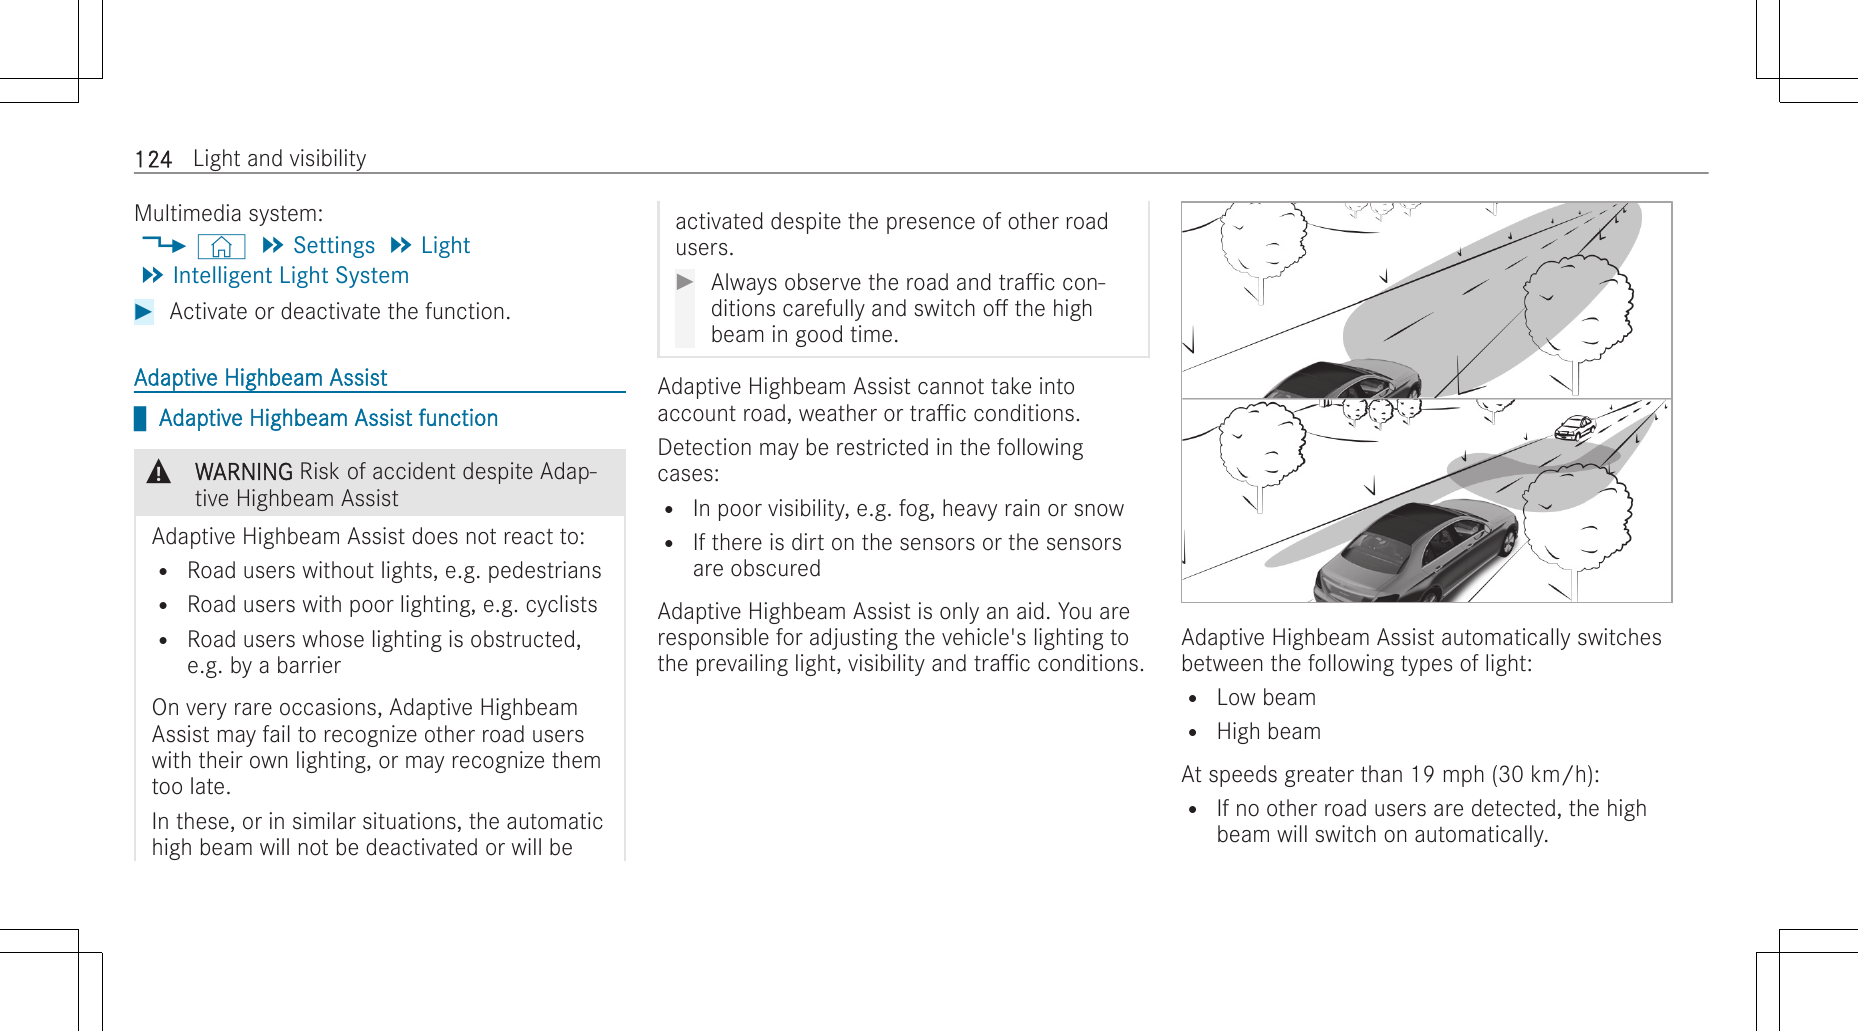 124 Light and visibility
Multimedia system:
Settings Light
Intelligent Light System
Activate or deactivate the function.
Adaptive Highbeam Assist
Adaptive Highbeam Assist function
WARNING Risk of accident despite Adap-
tive Highbeam Assist
Adaptive Highbeam Assist does not react to:
• Road users without lights, e.g. pedestrians
• Road users with poor lighting, e.g. cyclists
• Road users whose lighting is obstructed,
e.g. by a barrier
On very rare occasions, Adaptive Highbeam
Assist may fail to recognize other road users
with their own lighting, or may recognize them
too late.
In these, or in similar situations, the automatic
high beam will not be deactivated or will be
activated despite the presence of other road
users.
Always observe the road and traffic con-
ditions carefully and switch off the high
beam in good time.
Adaptive Highbeam Assist cannot take into
account road, weather or traffic conditions.
Detection may be restricted in the following
cases:
• In poor visibility, e.g. fog, heavy rain or snow
• If there is dirt on the sensors or the sensors
are obscured
Adaptive Highbeam Assist is only an aid. You are
responsible for adjusting the vehicle's lighting to
the prevailing light, visibility and traffic conditions.
Adaptive Highbeam Assist automatically switches
between the following types of light:
• Low beam
• High beam
At speeds greater than 19 mph (30 km/h):
• If no other road users are detected, the high
beam will switch on automatically.